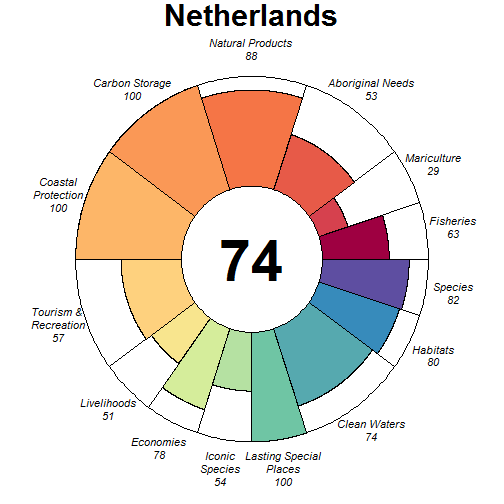 Netherlands
Natural Products
88
Carbon Storage
100
Aboriginal Needs
53
Mariculture
29
Coastal
Protection
100
Fisheries
63
74
Species
82
Tourism &
Recreation
57
Habitats
80
Livelihoods
51
Clean Waters
74
Economies
78
Iconic
Species
54
Lasting Special
Places
100